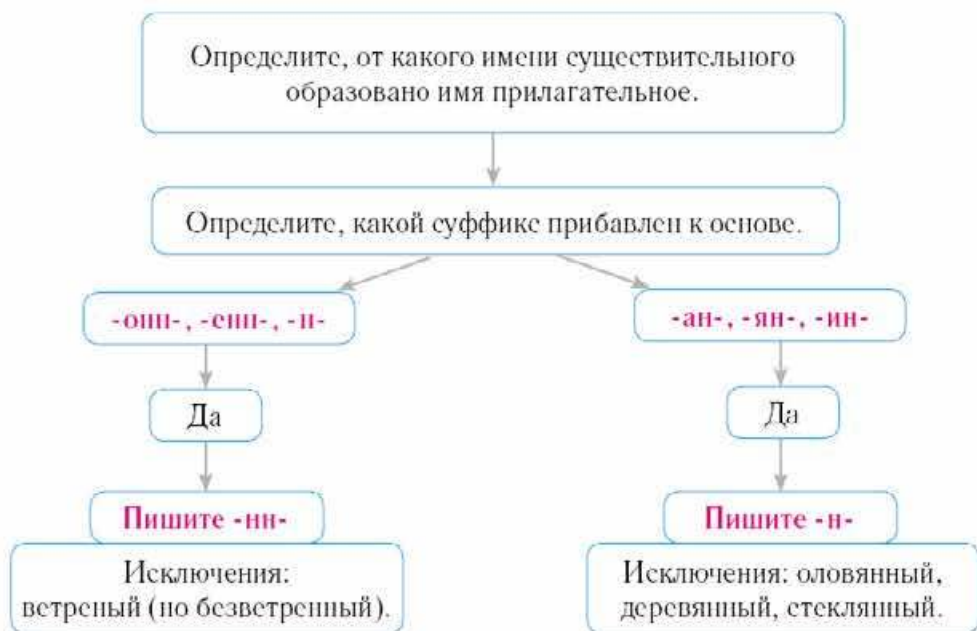 Определите, от какого имени существительного
образовано имя прилагательное.
Определите, какой суффикс прибавлен к основе.
-онн-, -енн-, -н-
-ан-, -ян-, -ин-
Да
Да
Пишите -нн-
Пишите -н-
Исключения:
ветреный (но безветренный).
Исключения: оловянный,
деревянный, стеклянный.